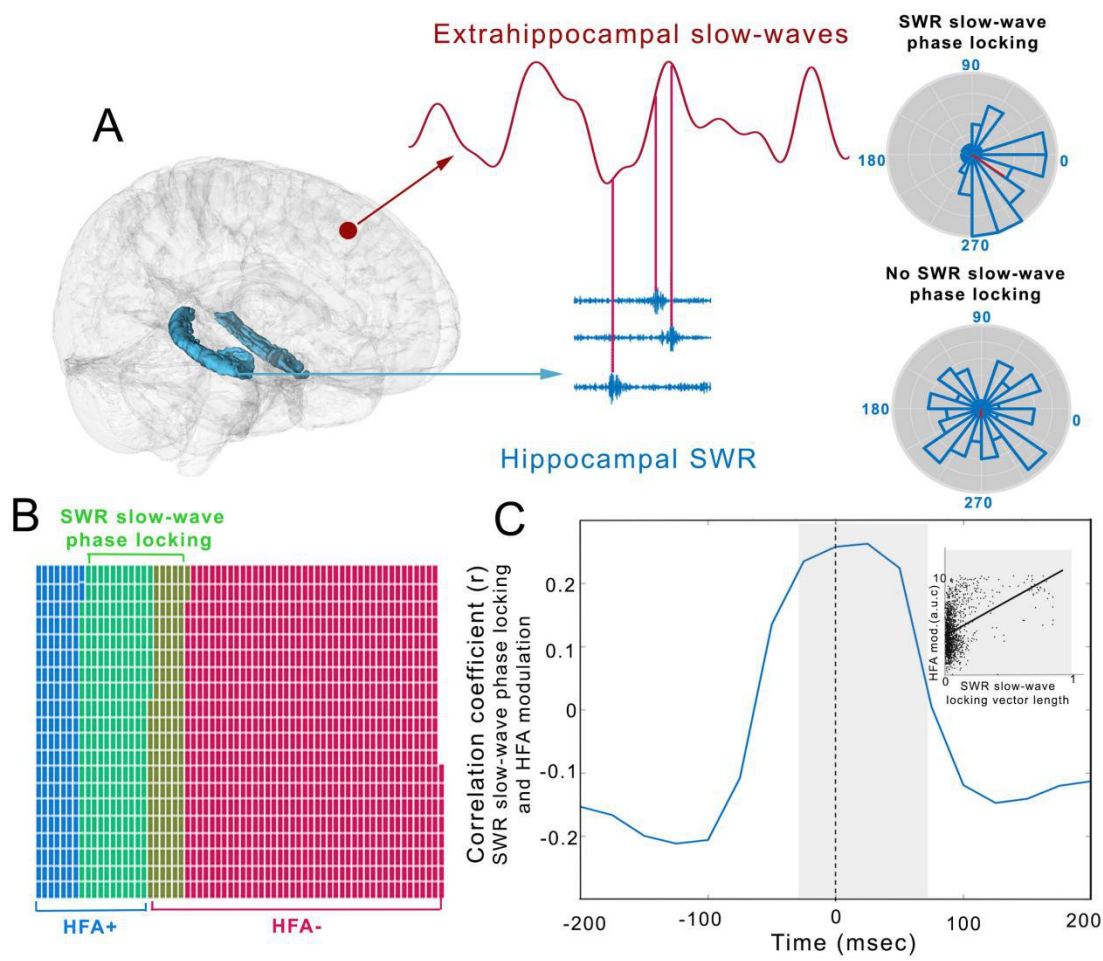 A
Extrahippocampal slow-waves
Hippocampal SWR
SWR slow-wave
phase locking
90
180
0
270
No SWR slow-wave
phase locking
90
180
0
270
B
SWR slow-wave
phase locking
HFA+
HFA-
C
Correlation coefficient (r)
SWR slow-wave phase locking
and HFA modulation
0.2
0.1
0
-0.1
-0.2
-200
-100
0
100
200
Time (msec)
HFA mod.(a.u.c)
10
0
0
1
SWR slow-wave
locking vector length